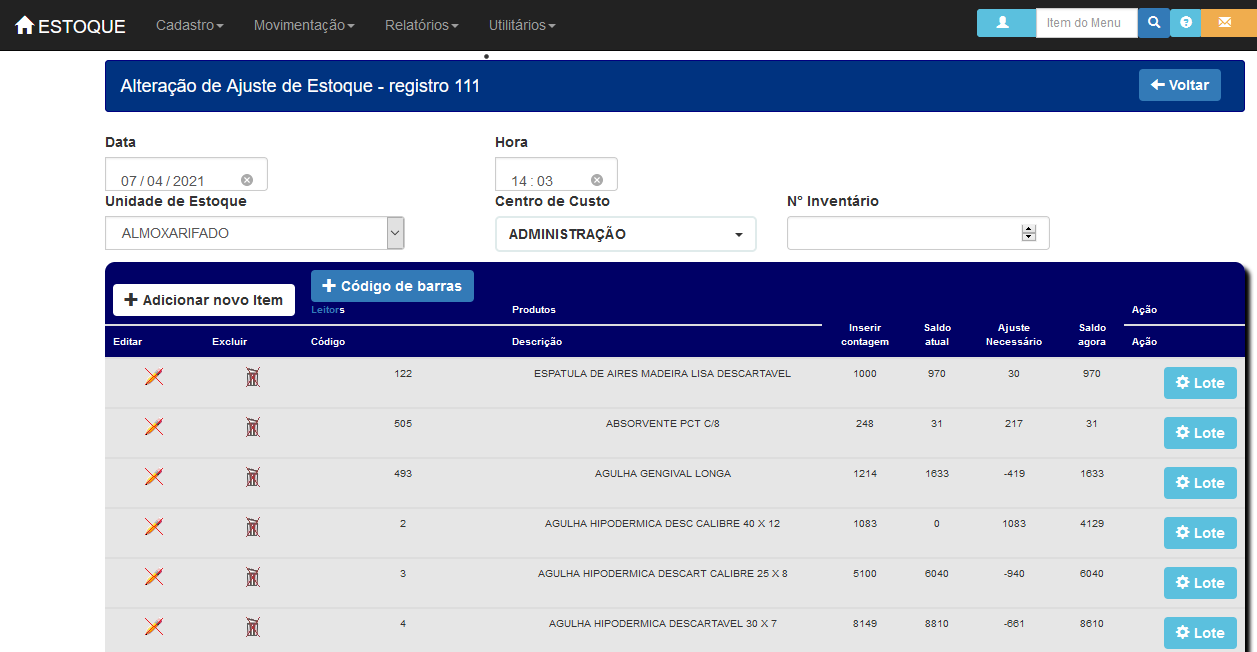 ESTOQUE Cadastro Movimentação Relatórios Utilitários Item do Menu
Alteração de Ajuste de Estoque - registro 111 Voltar
Data Hora
07 / 04 / 2021 14 : 03
Unidade de Estoque Centro de Custo N° Inventário
ALMOXARIFADO ADMINISTRAÇÃO
Adicionar novo Item Código de barras
Leitors Produtos Ação
Editar Excluir Código Descrição Inserir contagem Saldo atual Ajuste Necessário Saldo agora Ação
122 ESPATULA DE AIRES MADEIRA LISA DESCARTAVEL 1000 970 30 970 Lote
505 ABSORVENTE PCT C/8 248 31 217 31 Lote
493 AGULHA GENGIVAL LONGA 1214 1633 -419 1633 Lote
2 AGULHA HIPODERMICA DESC CALIBRE 40 X 12 1083 0 1083 4129 Lote
3 AGULHA HIPODERMICA DESCART CALIBRE 25 X 8 5100 6040 -940 6040 Lote
4 AGULHA HIPODERMICA DESCARTAVEL 30 X 7 8149 8810 -661 8610 Lote